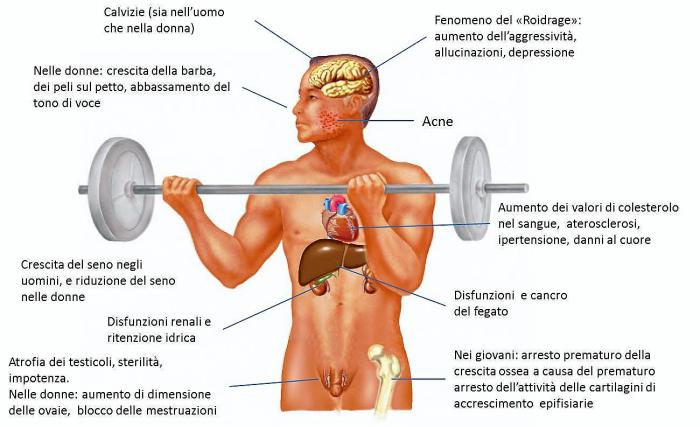 Calvizie (sia nell'uomo
che nella donna)
Fenomeno del «Roidrage»:
aumento dell'aggressività,
allucinazioni, depressione
Nelle donne: crescita della barba,
dei peli sul petto, abbassamento del
tono di voce
Acne
Aumento dei valori di colesterolo
nel sangue, aterosclerosi,
ipertensione, danni al cuore
Crescita del seno negli
uomini, e riduzione del seno
nelle donne
Disfunzioni e cancro
del fegato
Disfunzioni renali e
ritenzione idrica
Atrofia dei testicoli, sterilità,
impotenza.
Nelle donne: aumento di dimensione
delle ovaie, blocco delle mestruazioni
Nei giovani: arresto prematuro della
crescita ossea a causa del prematuro
arresto dell'attività delle cartilagini di
accrescimento epifisiarie